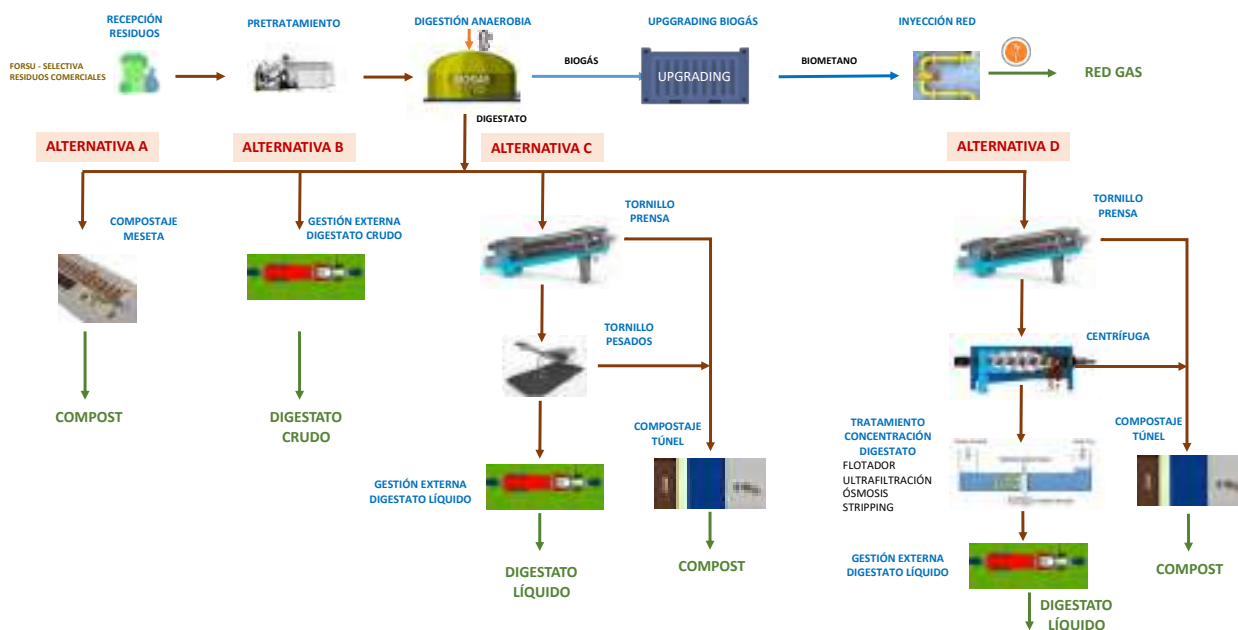 RECEPCIÓN
RESIDUOS
PRETRATAMIENTO
DIGESTIÓN ANAEROBIA
UPGGRADING BIOGÁS
INYECCIÓN RED
FORSU - SELECTIVA
RESIDUOS COMERCIALES
BIOGAS
BIOGÁS
UPGRADING
BIOMETANO
RED GAS
DIGESTATO
ALTERNATIVA A
ALTERNATIVA B
ALTERNATIVA C
ALTERNATIVA D
COMPOSTAJE
MESETA
GESTIÓN EXTERNA
DIGESTATO CRUDO
TORNILLO
PRENSA
TORNILLO
PRENSA
TORNILLO
PESADOS
CENTRÍFUGA
COMPOST
DIGESTATO
CRUDO
COMPOSTAJE
TÚNEL
TRATAMIENTO
CONCENTRACIÓN
DIGESTATO
FLOTADOR
ULTRAFILTRACIÓN
ÓSMOSIS
STRIPPING
COMPOSTAJE
TÚNEL
GESTIÓN EXTERNA
DIGESTATO LÍQUIDO
DIGESTATO
LÍQUIDO
COMPOST
GESTIÓN EXTERNA
DIGESTATO LÍQUIDO
COMPOST
DIGESTATO
LÍQUIDO